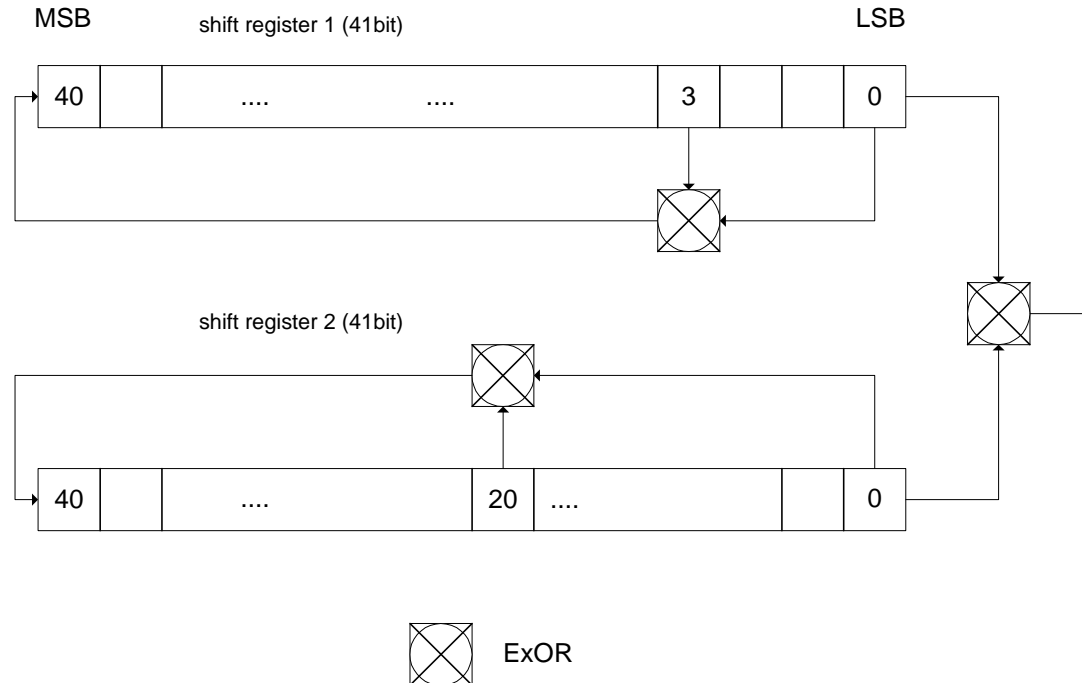 MSB
shift register 1 (41bit)
LSB
40 .... .... 3 0
shift register 2 (41bit)
40 .... 20 .... 0
ExOR